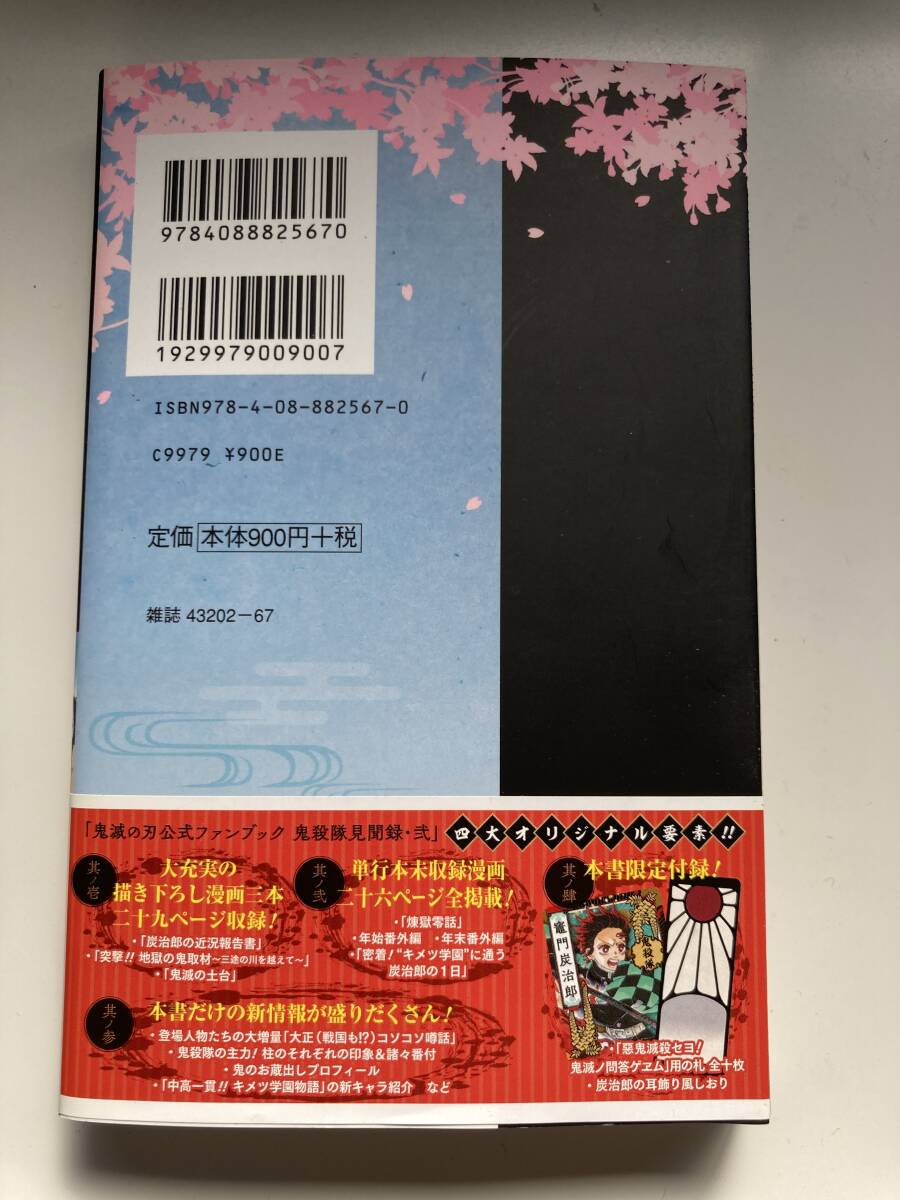 9784088825670
1929979009007
ISBN978-4-08-882567-0
C9979 ¥900E
定価 本体900円+税
雑誌 43202-67
「鬼滅の刃公式ファンブック 鬼殺隊見聞録・弐」 四大オリジナル要素!!
其ノ壱
大充実の
描き下ろし漫画三本
二十九ページ収録!
・「炭治郎の近況報告書」
・「突撃!! 地獄の鬼取材〜三途の川を越えて〜」
・「鬼滅の土台」
其ノ弐
単行本未収録漫画
二十六ページ全掲載!
・「煉獄零話」
・年始番外編 ・年末番外編
・「密着!“キメツ学園”に通う
炭治郎の1日」
其ノ参
本書だけの新情報が盛りだくさん!
・登場人物たちの大増量「大正(戦国も!?)コソコソ噂話」
・鬼殺隊の主力! 柱のそれぞれの印象&諸々番付
・鬼のお蔵出しプロフィール
・「中高一貫!! キメツ学園物語」の新キャラ紹介 など
其ノ肆
本書限定付録!
竈門炭治郎
鬼殺隊
・「惡鬼滅殺セヨ!
鬼滅ノ問答ゲヱム」用の札 全十枚
・炭治郎の耳飾り風しおり